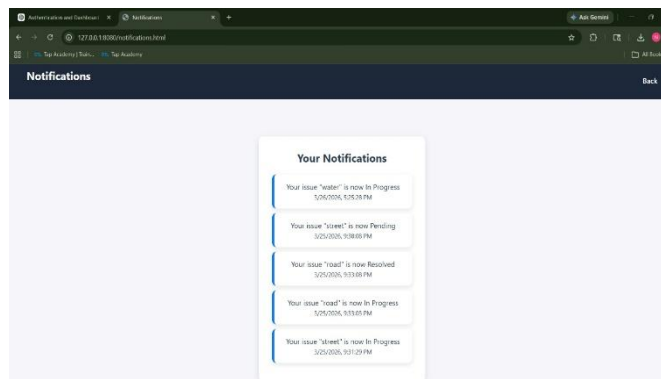 Authentication and Dashboard
Notifications
Ask Gemini
127.0.0.1:8080/notifications.html
Tap Academy | Train...
Tap Academy
All Book
Notifications
Back
Your Notifications
Your issue "water" is now In Progress
3/26/2026, 5:25:28 PM
Your issue "street" is now Pending
3/25/2026, 9:38:06 PM
Your issue "road" is now Resolved
3/25/2026, 9:33:08 PM
Your issue "road" is now In Progress
3/25/2026, 9:33:03 PM
Your issue "street" is now In Progress
3/25/2026, 9:31:29 PM